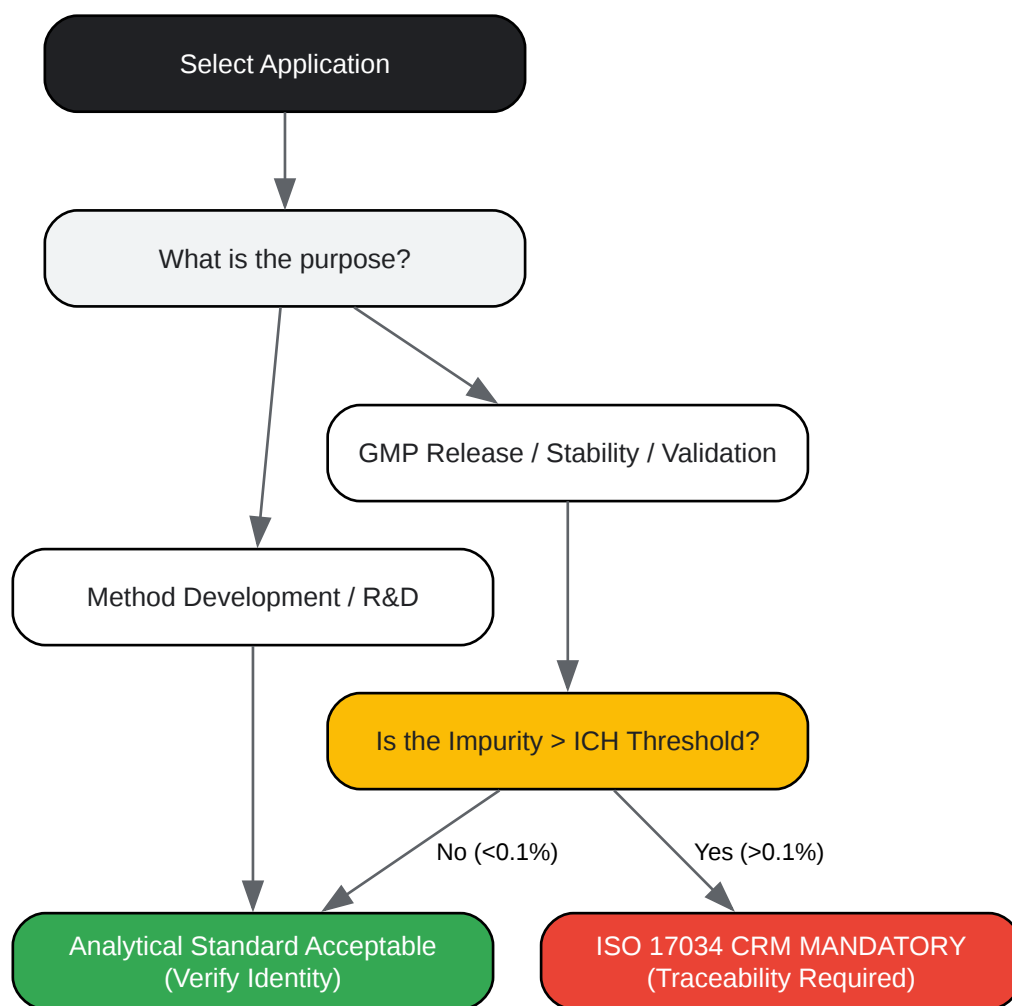 Select Application
What is the purpose?
GMP Release / Stability / Validation
Method Development / R&D
Is the Impurity > ICH Threshold?
No (<0.1%)
Yes (>0.1%)
Analytical Standard Acceptable
(Verify Identity)
ISO 17034 CRM MANDATORY
(Traceability Required)